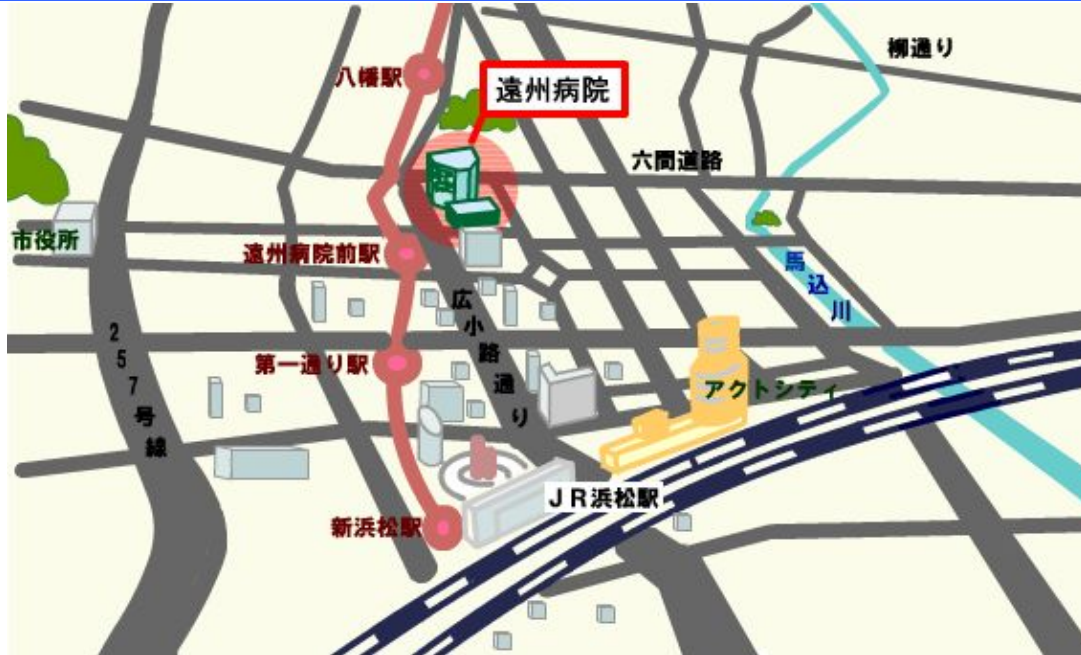 柳通り
八幡駅
遠州病院
六間道路
市役所
遠州病院前駅
馬込川
広小路通り
257号線
第一通り駅
アクトシティ
JR浜松駅
新浜松駅